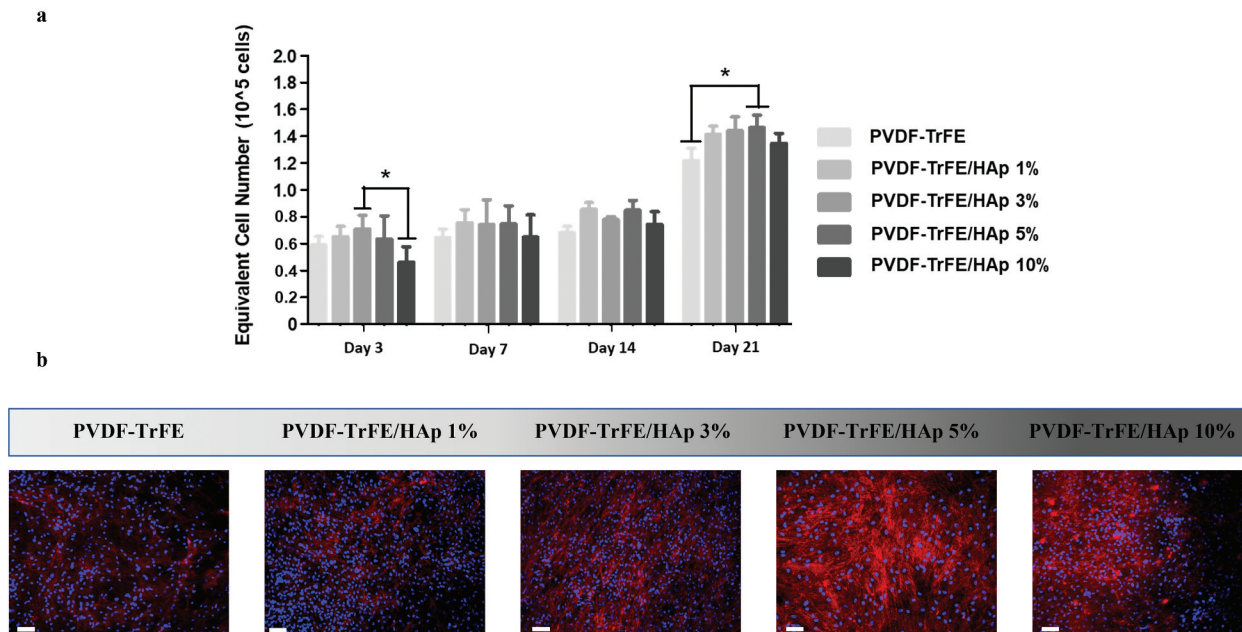 a
Equivalent Cell Number (10^5 cells)
2.0
1.8
1.6
1.4
1.2
1.0
0.8
0.6
0.4
0.2
0
*
*
Day 3
Day 7
Day 14
Day 21
PVDF-TrFE
PVDF-TrFE/HAp 1%
PVDF-TrFE/HAp 3%
PVDF-TrFE/HAp 5%
PVDF-TrFE/HAp 10%
b
PVDF-TrFE
PVDF-TrFE/HAp 1%
PVDF-TrFE/HAp 3%
PVDF-TrFE/HAp 5%
PVDF-TrFE/HAp 10%